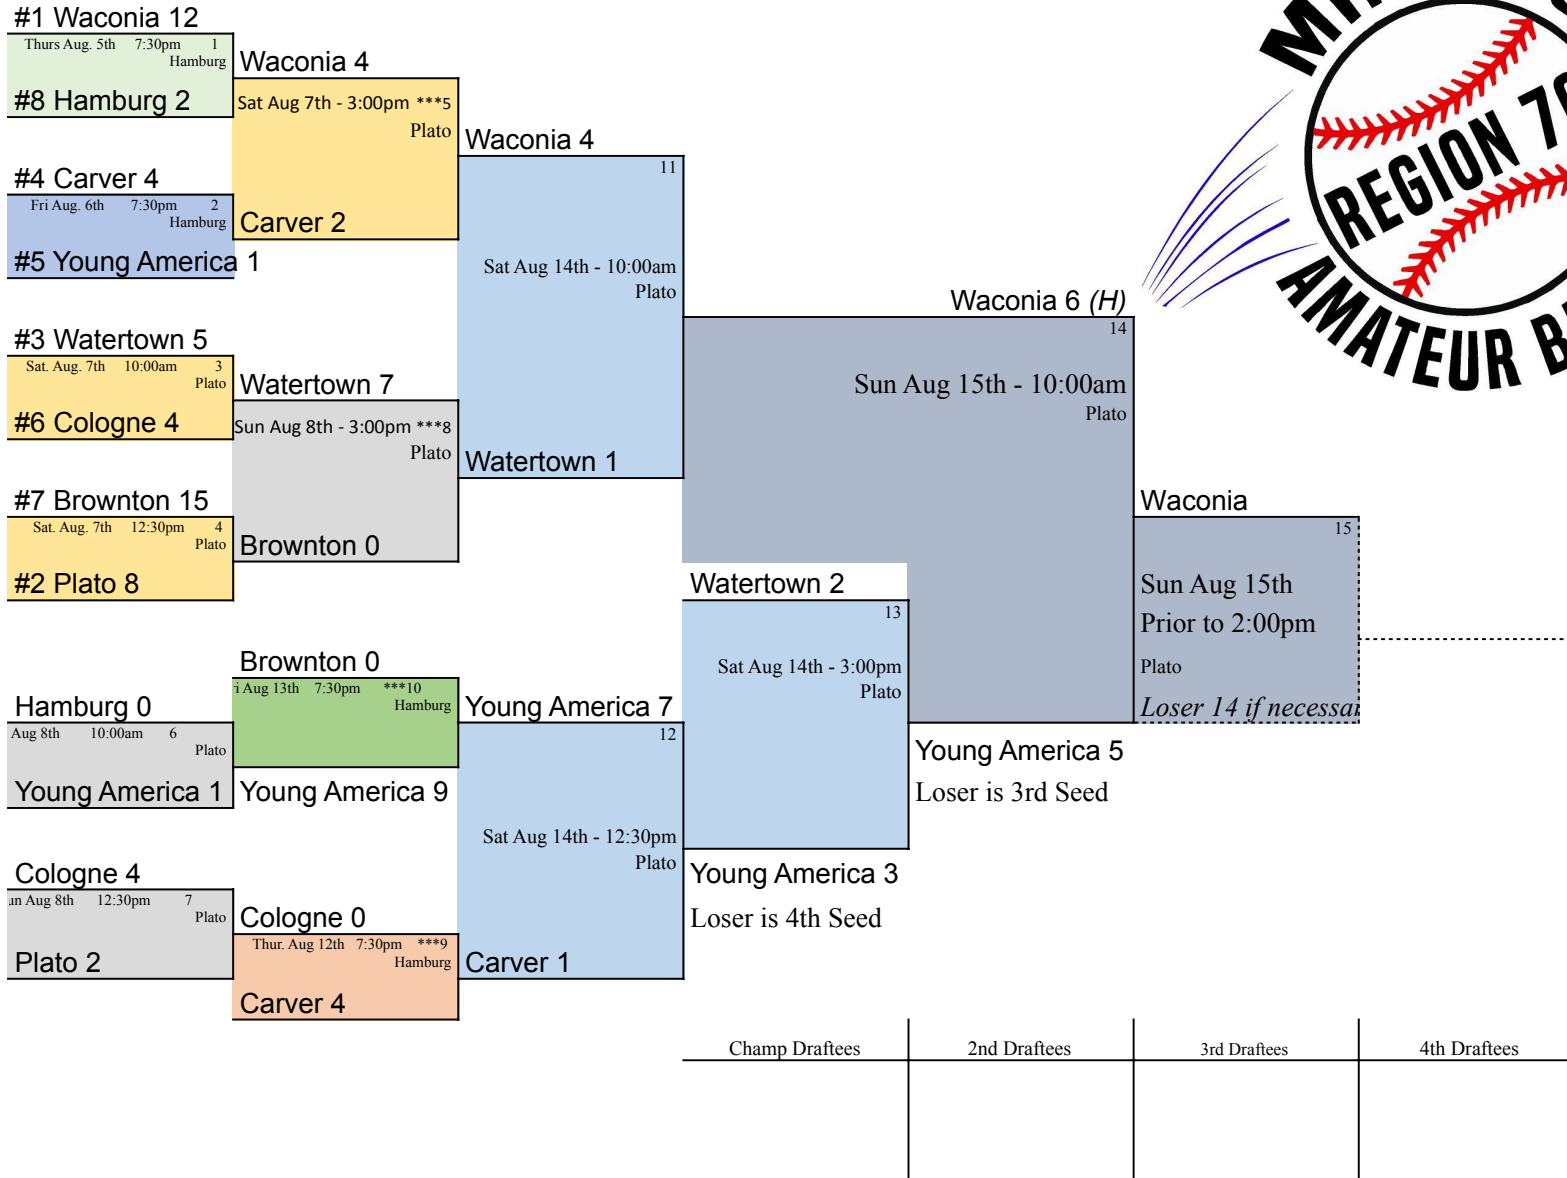 #1 Waconia 12
Thurs Aug. 5th 7:30pm 1
Hamburg
#8 Hamburg 2
Waconia 4
Sat Aug 7th - 3:00pm ***5
Plato
Carver 2
#4 Carver 4
Fri Aug. 6th 7:30pm 2
Hamburg
#5 Young America 1
Waconia 4
11
Sat Aug 14th - 10:00am
Plato
Watertown 1
#3 Watertown 5
Sat. Aug. 7th 10:00am 3
Plato
#6 Cologne 4
Watertown 7
Sun Aug 8th - 3:00pm ***8
Plato
Brownton 0
#7 Brownton 15
Sat. Aug. 7th 12:30pm 4
Plato
#2 Plato 8
Waconia 6 (H)
14
Sun Aug 15th - 10:00am
Plato
REGION 7
AMATEUR B
Waconia
15
Sun Aug 15th
Prior to 2:00pm
Plato
Loser 14 if necessar
Watertown 2
13
Sat Aug 14th - 3:00pm
Plato
Young America 3
Loser is 4th Seed
Young America 5
Loser is 3rd Seed
Hamburg 0
Aug 8th 10:00am 6
Plato
Young America 1
Brownton 0
i Aug 13th 7:30pm ***10
Hamburg
Young America 9
Young America 7
12
Sat Aug 14th - 12:30pm
Plato
Carver 1
Cologne 4
un Aug 8th 12:30pm 7
Plato
Plato 2
Cologne 0
Thur. Aug 12th 7:30pm ***9
Hamburg
Carver 4
Champ Draftees 2nd Draftees 3rd Draftees 4th Draftees